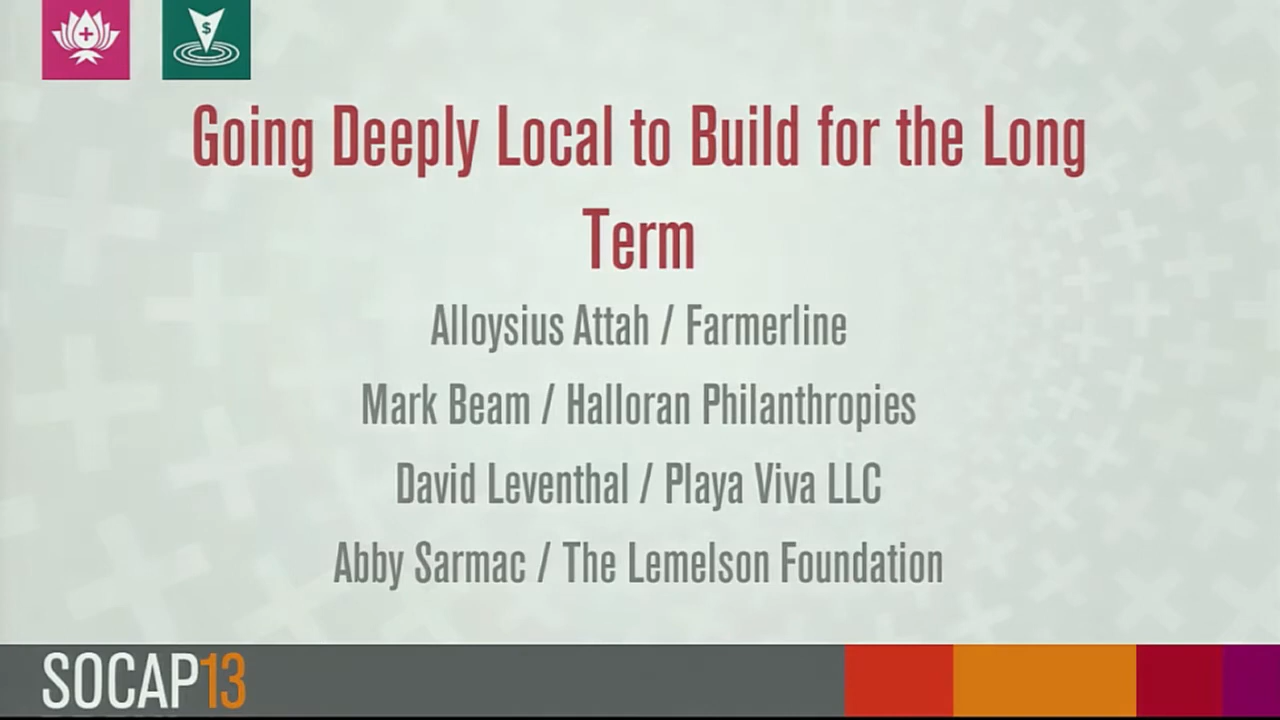 $
Going Deeply Local to Build for the Long
Term
Alloysius Attah / Farmerline
Mark Beam / Halloran Philanthropies
David Leventhal / Playa Viva LLC
Abby Sarmac / The Lemelson Foundation
SOCAP13